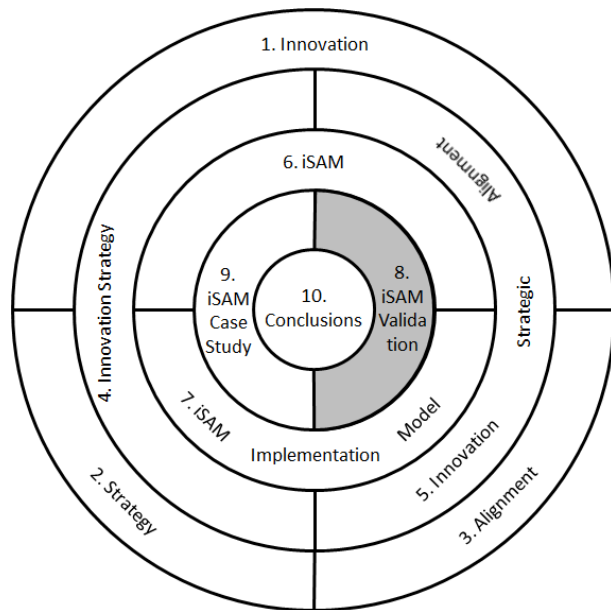 1. Innovation
Alignment
6. iSAM
4. Innovation Strategy
9.
iSAM
Case
Study
10.
Conclusions
8.
iSAM
Valida
tion
Strategic
7. iSAM
Implementation
Model
5. Innovation
2. Strategy
3. Alignment